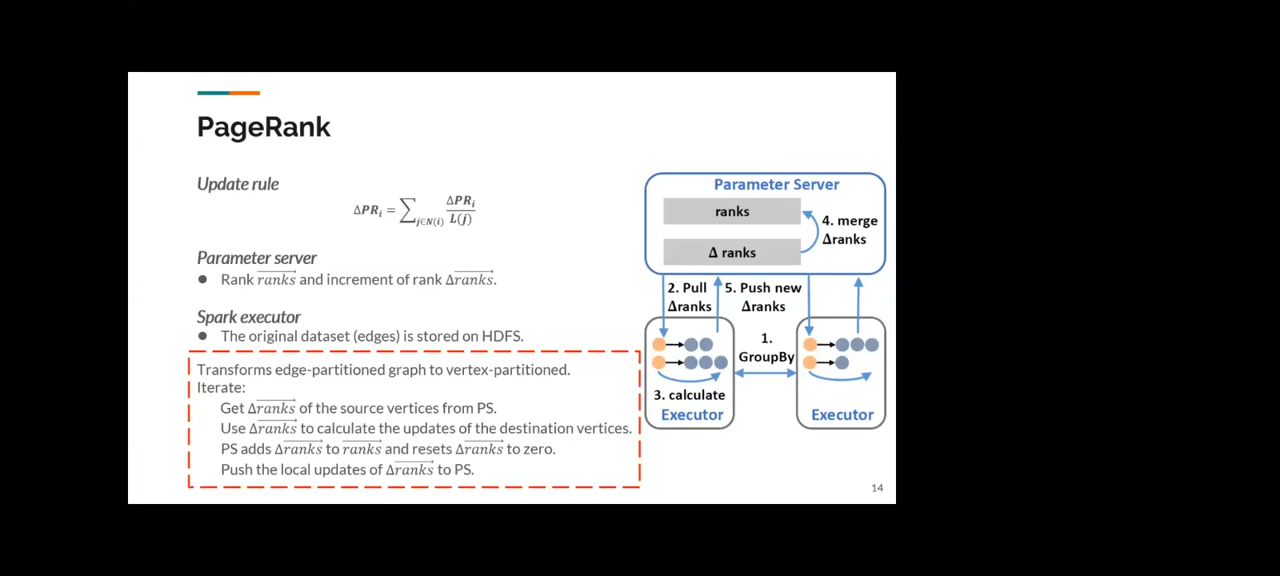 PageRank
Update rule
ΔPR_i = ∑_{j∈N(i)} ΔPR_i / L(j)
Parameter server
● Rank ranks and increment of rank Δranks.
Spark executor
● The original dataset (edges) is stored on HDFS.
Transforms edge-partitioned graph to vertex-partitioned.
Iterate:
Get Δranks of the source vertices from PS.
Use Δranks to calculate the updates of the destination vertices.
PS adds Δranks to ranks and resets Δranks to zero.
Push the local updates of Δranks to PS.
Parameter Server
ranks
4. merge
Δranks
Δ ranks
2. Pull
Δranks
5. Push new
Δranks
1.
GroupBy
3. calculate
Executor
Executor
14